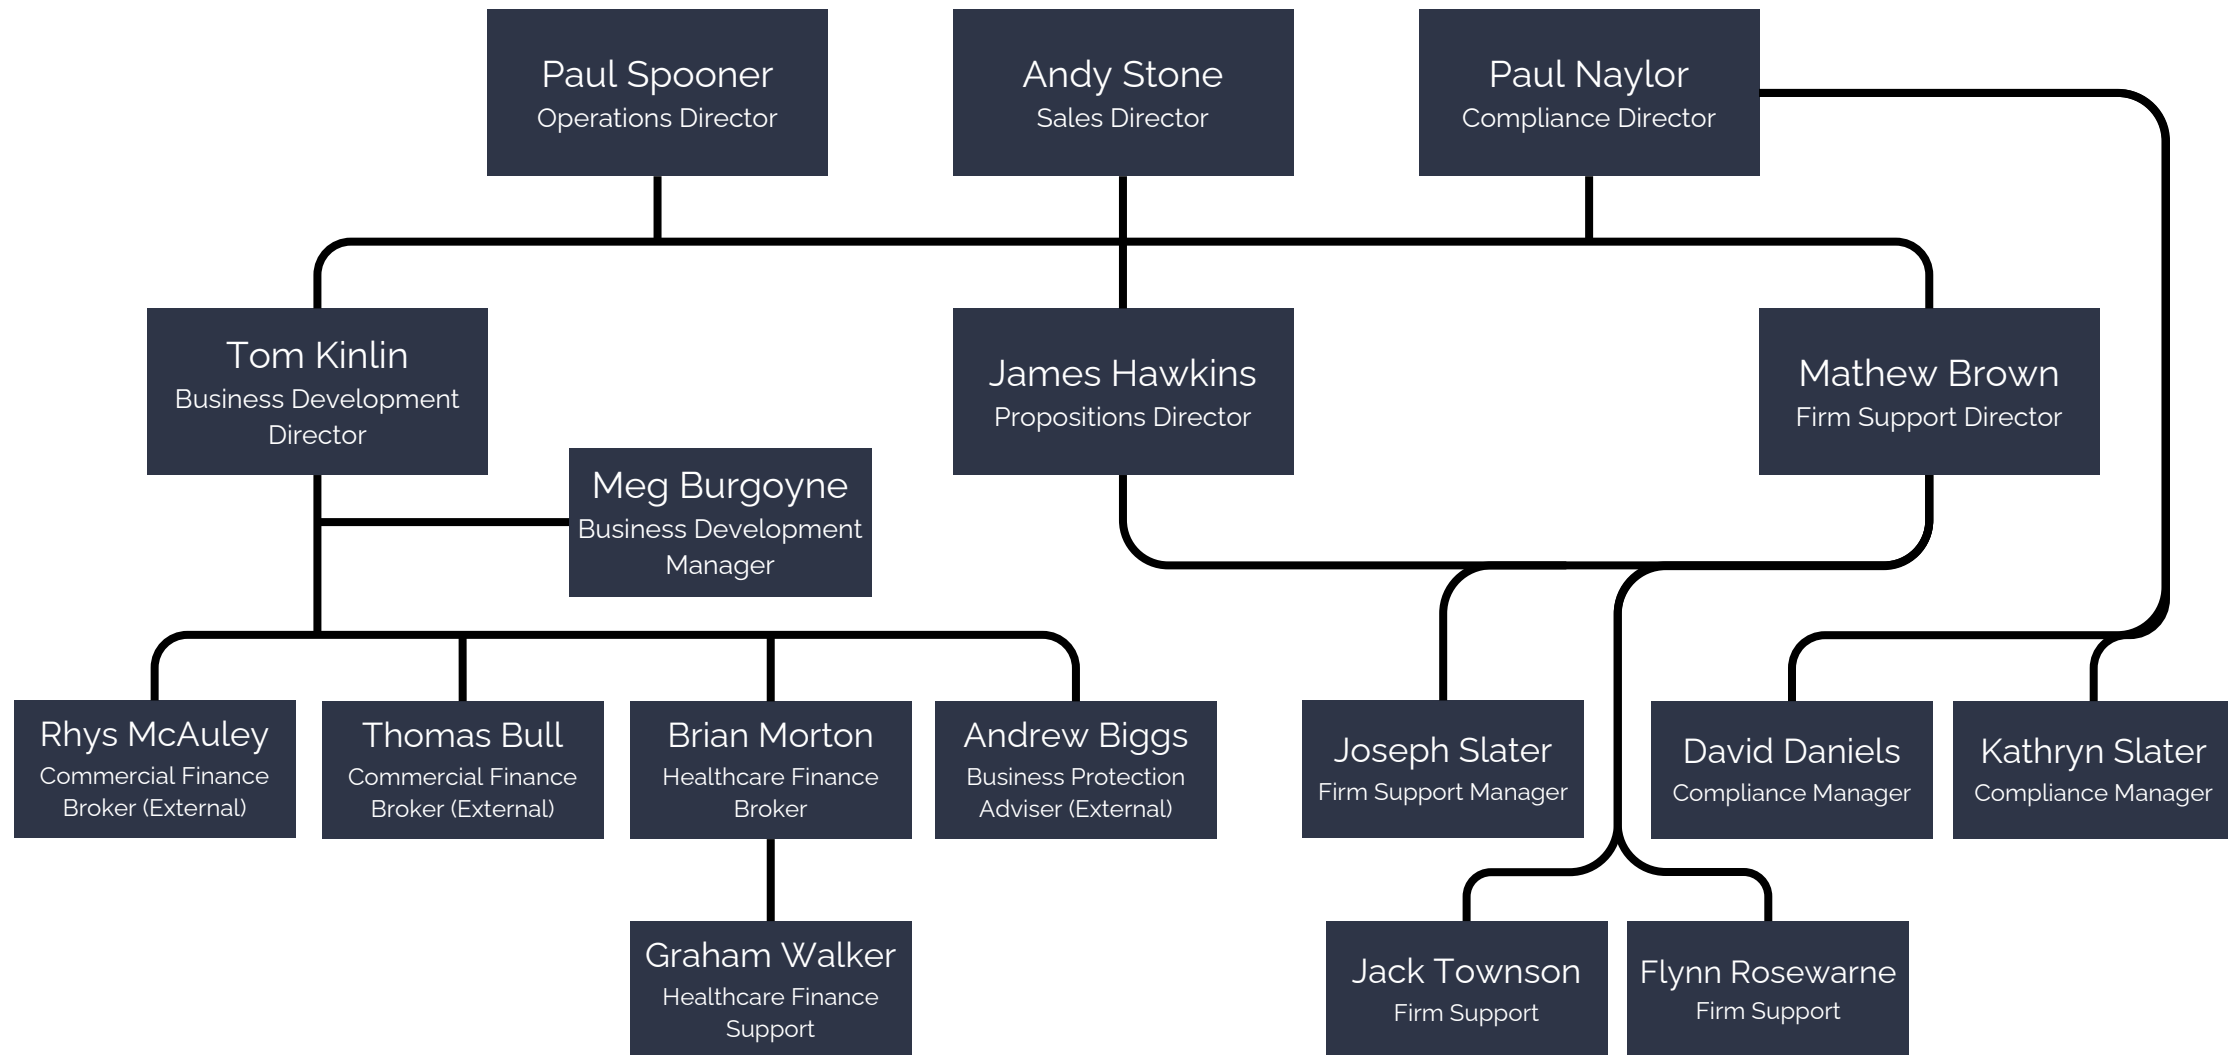 Paul Spooner
Operations Director
Andy Stone
Sales Director
Paul Naylor
Compliance Director
Tom Kinlin
Business Development
Director
James Hawkins
Propositions Director
Mathew Brown
Firm Support Director
Meg Burgoyne
Business Development
Manager
Rhys McAuley
Commercial Finance
Broker (External)
Thomas Bull
Commercial Finance
Broker (External)
Brian Morton
Healthcare Finance
Broker
Andrew Biggs
Business Protection
Adviser (External)
Joseph Slater
Firm Support Manager
David Daniels
Compliance Manager
Kathryn Slater
Compliance Manager
Graham Walker
Healthcare Finance
Support
Jack Townson
Firm Support
Flynn Rosewarne
Firm Support